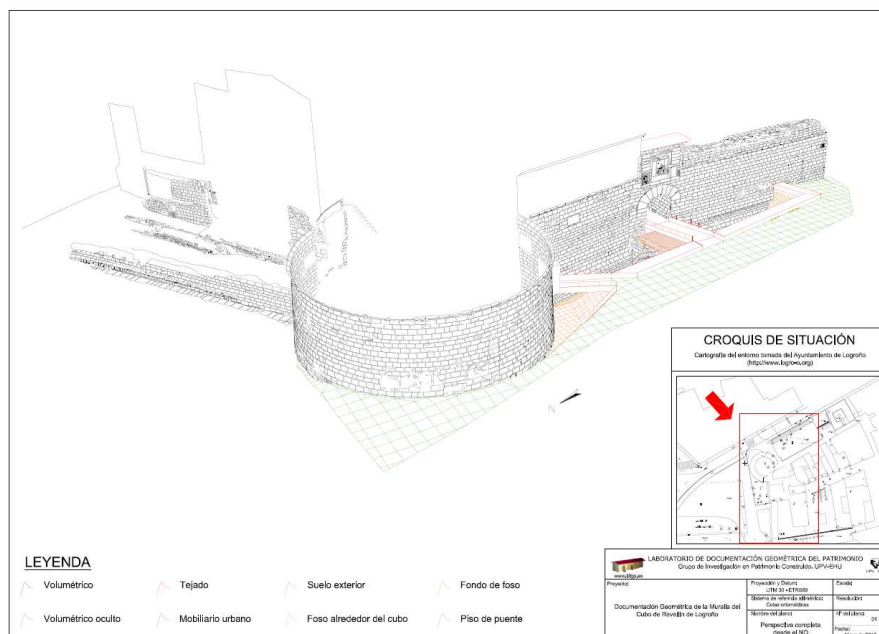 N
CROQUIS DE SITUACIÓN
Cartografía del entorno tomada del Ayuntamiento de Logroño
LEYENDA
Volumétrico
Tejado
Suelo exterior
Fondo de foso
Volumétrico oculto
Mobiliario urbano
Foso alrededor del cubo
Piso de puente
LABORATORIO DE DOCUMENTACIÓN GEOMÉTRICA DEL PATRIMONIO
Grupo de Investigación en Patrimonio Construido. UPV-EHU
Proyecto:
Documentación Geométrica de la Muralla del
Cubo de Revellín de Logroño
Proyección y Datum:
UTM 30 - ETRS89
Sistema de referencia altimétrico:
Cotas ortométricas
Nombre del plano:
Perspectiva completa
desde el NO
Escala:
Resolución:
Nº del plano:
Fecha: